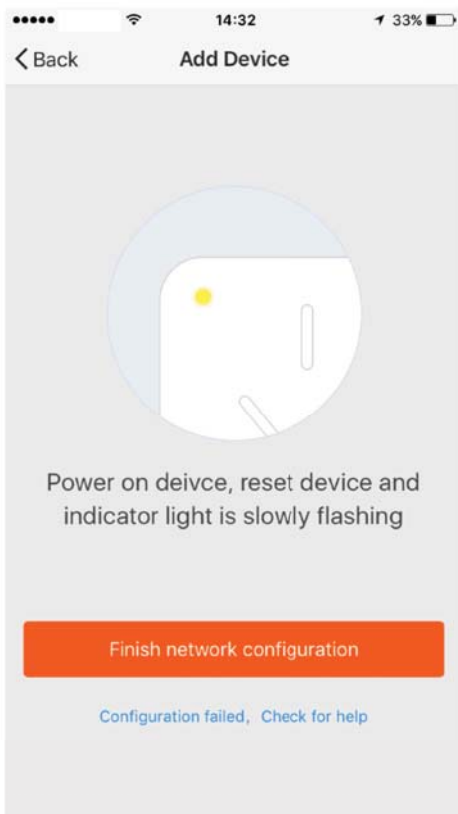 14:32
33%
Back
Add Device
Power on deivce, reset device and
indicator light is slowly flashing
Finish network configuration
Configuration failed, Check for help